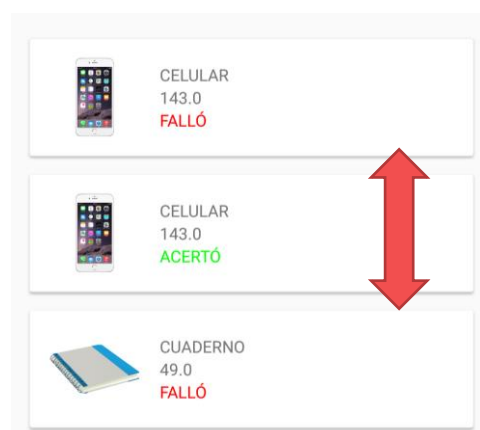 CELULAR
143.0
FALLÓ
CELULAR
143.0
ACERTÓ
CUADERNO
49.0
FALLÓ